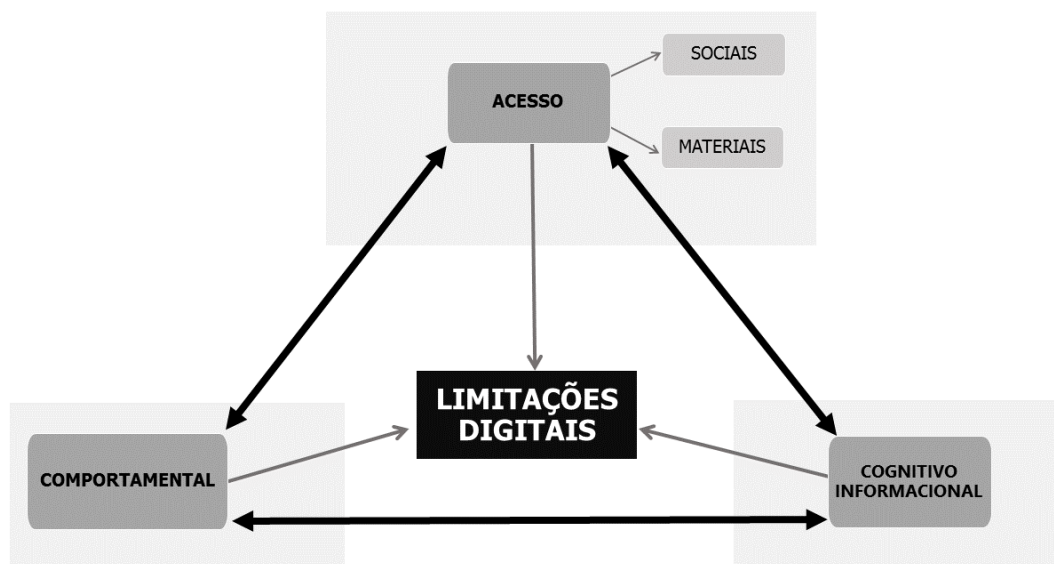 SOCIAIS
ACESSO
MATERIAIS
LIMITAÇÕES
DIGITAIS
COMPORTAMENTAL
COGNITIVO
INFORMACIONAL